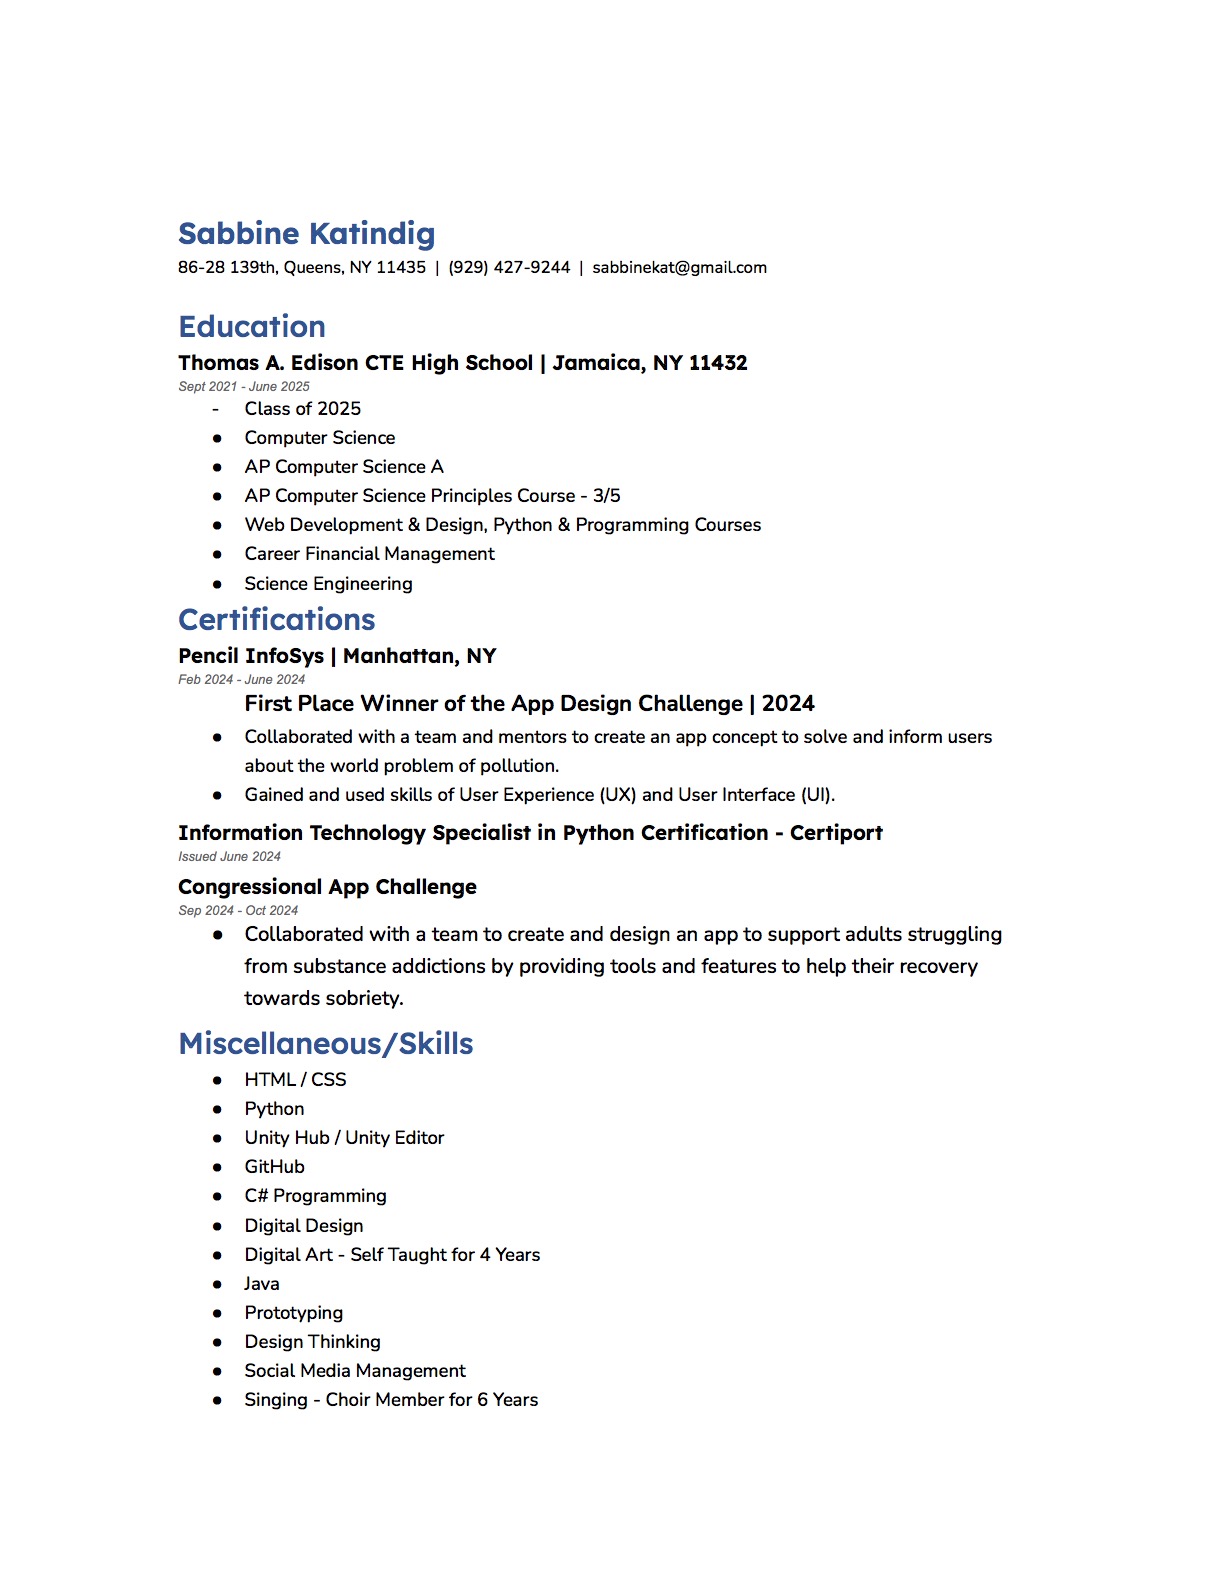 Sabbine Katindig
86-28 139th, Queens, NY 11435 | (929) 427-9244 | sabbinekat@gmail.com
Education
Thomas A. Edison CTE High School | Jamaica, NY 11432
Sept 2021 - June 2025
- Class of 2025
● Computer Science
● AP Computer Science A
● AP Computer Science Principles Course - 3/5
● Web Development & Design, Python & Programming Courses
● Career Financial Management
● Science Engineering
Certifications
Pencil InfoSys | Manhattan, NY
Feb 2024 - June 2024
First Place Winner of the App Design Challenge | 2024
● Collaborated with a team and mentors to create an app concept to solve and inform users
about the world problem of pollution.
● Gained and used skills of User Experience (UX) and User Interface (UI).
Information Technology Specialist in Python Certification - Certiport
Issued June 2024
Congressional App Challenge
Sep 2024 - Oct 2024
● Collaborated with a team to create and design an app to support adults struggling
from substance addictions by providing tools and features to help their recovery
towards sobriety.
Miscellaneous/Skills
● HTML / CSS
● Python
● Unity Hub / Unity Editor
● GitHub
● C# Programming
● Digital Design
● Digital Art - Self Taught for 4 Years
● Java
● Prototyping
● Design Thinking
● Social Media Management
● Singing - Choir Member for 6 Years